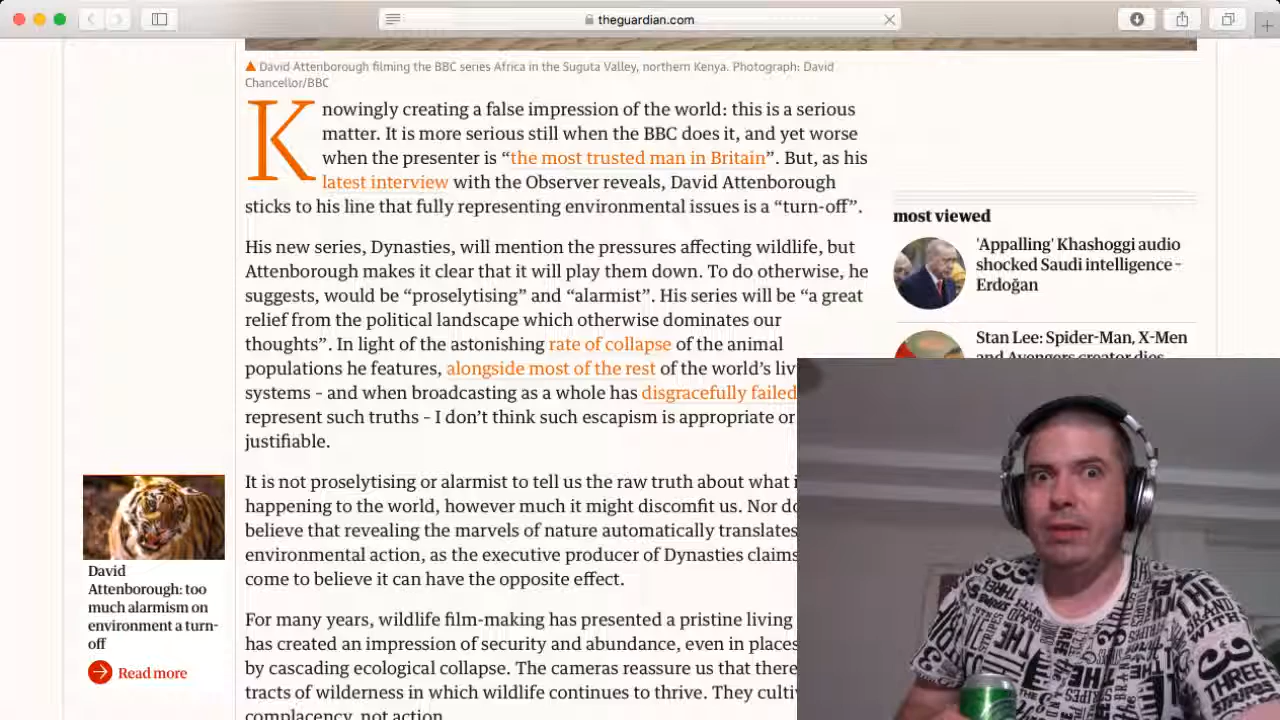 theguardian.com
David Attenborough filming the BBC series Africa in the Suguta Valley, northern Kenya. Photograph: David
Chancellor/BBC
Knowingly creating a false impression of the world: this is a serious
matter. It is more serious still when the BBC does it, and yet worse
when the presenter is “the most trusted man in Britain”. But, as his
latest interview with the Observer reveals, David Attenborough
sticks to his line that fully representing environmental issues is a “turn-off”.
His new series, Dynasties, will mention the pressures affecting wildlife, but
Attenborough makes it clear that it will play them down. To do otherwise, he
suggests, would be “proselytising” and “alarmist”. His series will be “a great
relief from the political landscape which otherwise dominates our
thoughts”. In light of the astonishing rate of collapse of the animal
populations he features, alongside most of the rest of the world’s
systems – and when broadcasting as a whole has disgracefully failed
represent such truths – I don’t think such escapism is appropriate or
justifiable.
It is not proselytising or alarmist to tell us the raw truth about what
happening to the world, however much it might discomfit us. Nor
believe that revealing the marvels of nature automatically translates
environmental action, as the executive producer of Dynasties claims
come to believe it can have the opposite effect.
For many years, wildlife film-making has presented a pristine living
has created an impression of security and abundance, even in places
by cascading ecological collapse. The cameras reassure us that there
tracts of wilderness in which wildlife continues to thrive. They
complacency, not action.
most viewed
'Appalling' Khashoggi audio
shocked Saudi intelligence –
Erdoğan
Stan Lee: Spider-Man, X-Men
and Avengers creator dies
David
Attenborough: too
much alarmism on
environment a turn-
off
Read more
THREE
STRIPES
THE
BRAND
WITH
THE
THREE